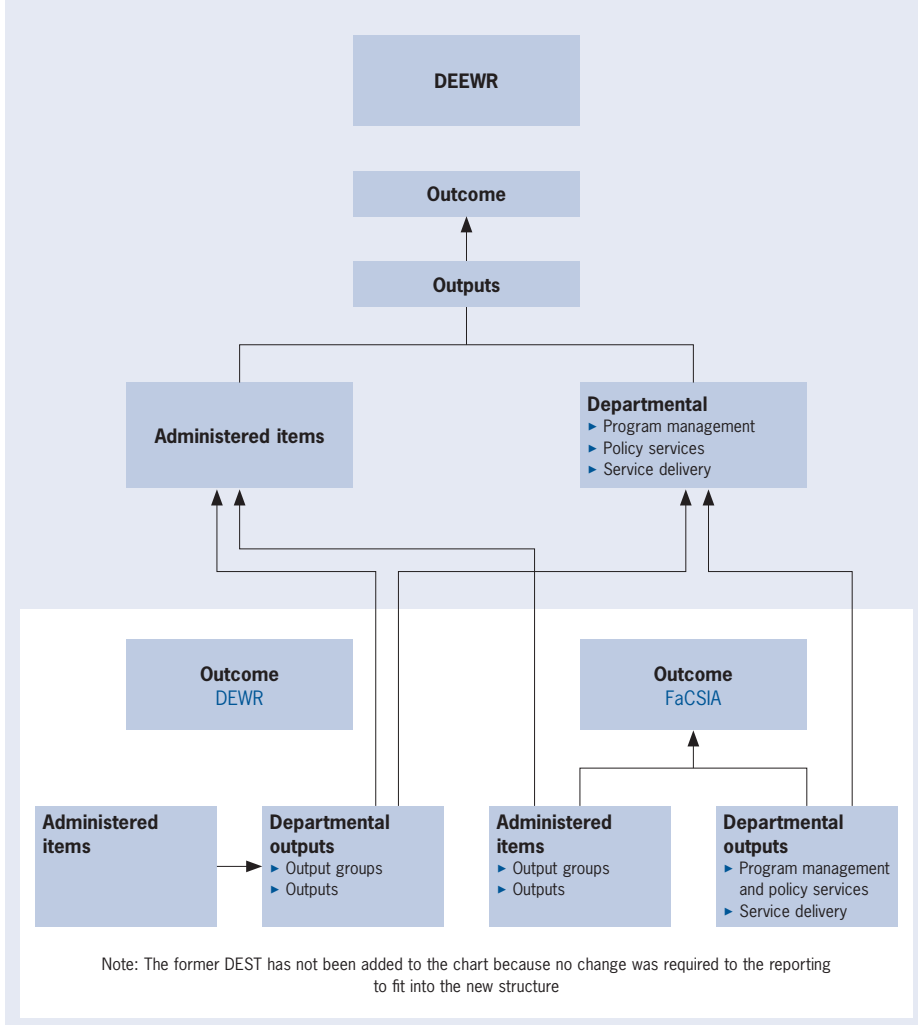 DEEWR
Outcome
Outputs
Administered items
Departmental
► Program management
► Policy services
► Service delivery
Outcome
DEWR
Outcome
FaCSIA
Administered
items
Departmental
outputs
► Output groups
► Outputs
Administered
items
► Output groups
► Outputs
Departmental
outputs
► Program management
and policy services
► Service delivery
Note: The former DEST has not been added to the chart because no change was required to the reporting
to fit into the new structure